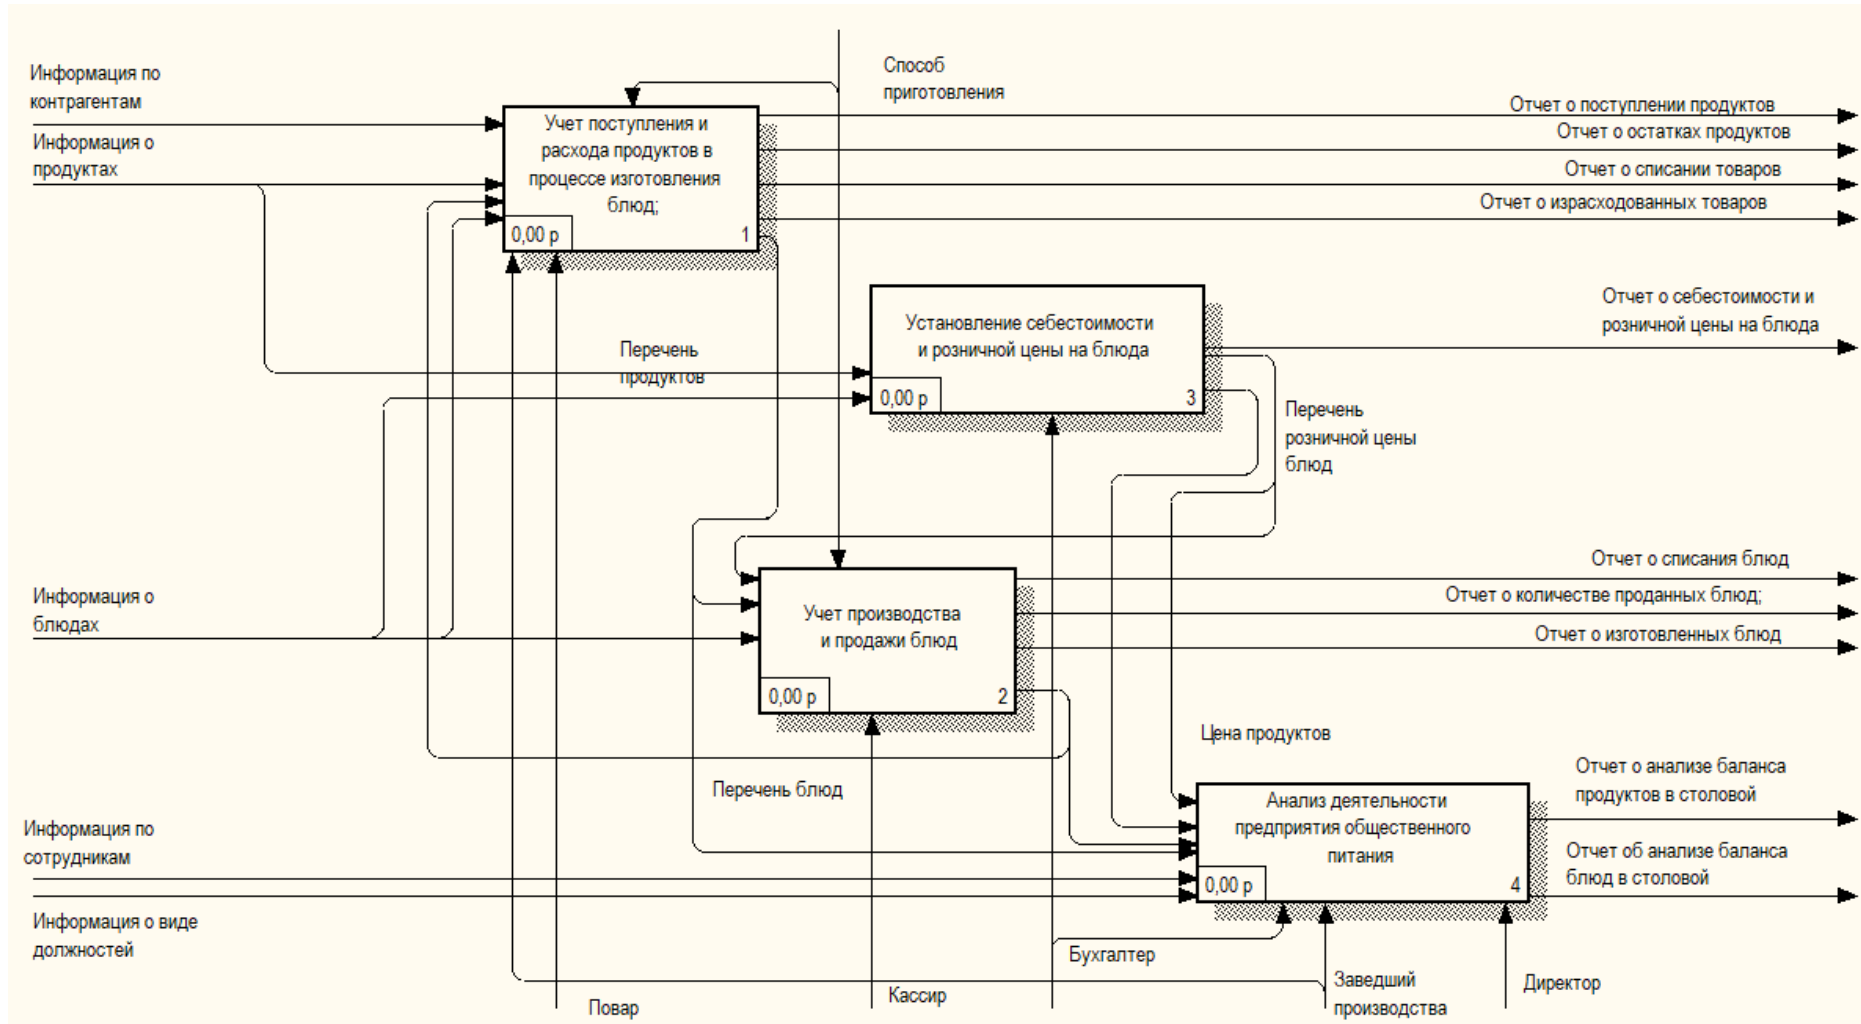 Информация по
контрагентам
Информация о
продуктах
Способ
приготовления
Учет поступления и
расхода продуктов в
процессе изготовления
блюд;
0,00 р
1
Отчет о поступлении продуктов
Отчет о остатках продуктов
Отчет о списании товаров
Отчет о израсходованных товаров
Перечень
продуктов
Установление себестоимости
и розничной цены на блюда
0,00 р
3
Отчет о себестоимости и
розничной цены на блюда
Перечень
розничной цены
блюд
Информация о
блюдах
Учет производства
и продажи блюд
0,00 р
2
Отчет о списания блюд
Отчет о количестве проданных блюд;
Отчет о изготовленных блюд
Цена продуктов
Перечень блюд
Информация по
сотрудникам
Информация о виде
должностей
Анализ деятельности
предприятия общественного
питания
0,00 р
4
Отчет о анализе баланса
продуктов в столовой
Отчет об анализе баланса
блюд в столовой
Бухгалтер
Повар
Кассир
Заведший
производства
Директор